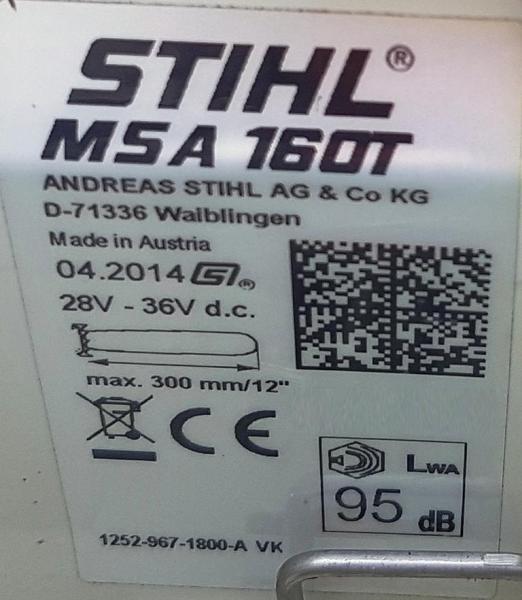 STIHL®
MSA 160T
ANDREAS STIHL AG & Co KG
D-71336 Waiblingen
Made in Austria
04.2014 ®
28V - 36V d.c.
max. 300 mm/12"
CE
LWA
95 dB
1252-967-1800-A VK